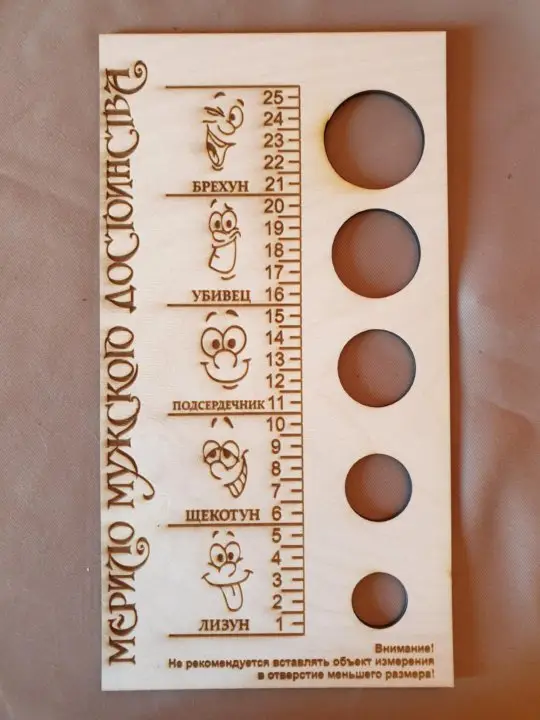 МЕРИЛО МУЖСКОГО ДОСТОИНСТВА
25
24
23
22
БРЕХУН 21
20
19
18
17
УБИВЕЦ 16
15
14
13
12
ПОДСЕРДЕЧНИК 11
10
9
8
7
ЩЕКОТУН 6
5
4
3
2
ЛИЗУН 1
Внимание!
Не рекомендуется вставлять объект измерения
в отверстие меньшего размера!